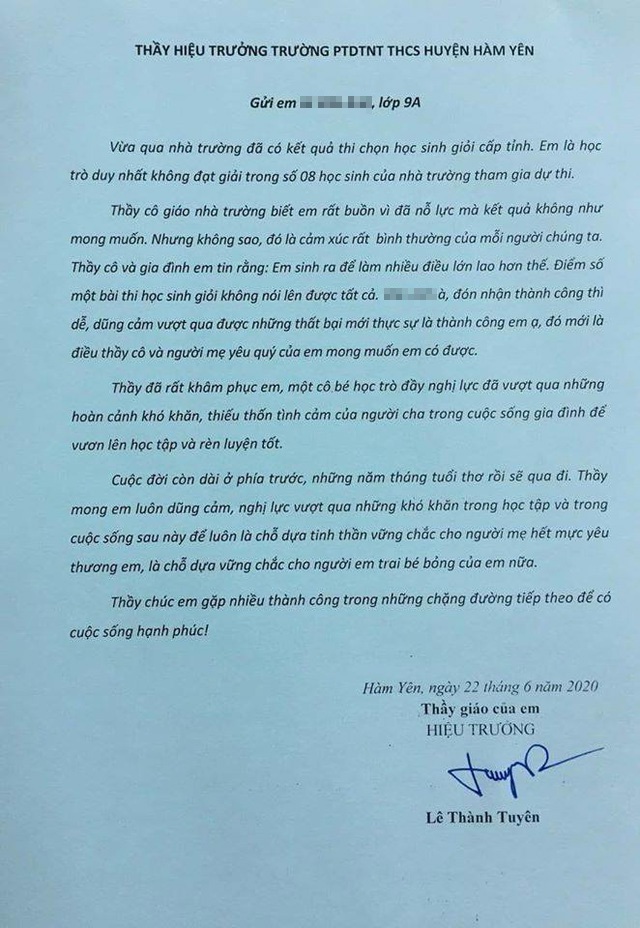 THẦY HIỆU TRƯỞNG TRƯỜNG PTDTNT THCS HUYỆN HÀM YÊN
Gửi em , lớp 9A
Vừa qua nhà trường đã có kết quả thi chọn học sinh giỏi cấp tỉnh. Em là học
trò duy nhất không đạt giải trong số 08 học sinh của nhà trường tham gia dự thi.
Thầy cô giáo nhà trường biết em rất buồn vì đã nỗ lực mà kết quả không như
mong muốn. Nhưng không sao, đó là cảm xúc rất bình thường của mỗi người chúng ta.
Thầy cô và gia đình em tin rằng: Em sinh ra để làm nhiều điều lớn lao hơn thế. Điểm số
một bài thi học sinh giỏi không nói lên được tất cả. à, đón nhận thành công thì
dễ, dũng cảm vượt qua được những thất bại mới thực sự là thành công em ạ, đó mới là
điều thầy cô và người mẹ yêu quý của em mong muốn em có được.
Thầy đã rất khâm phục em, một cô bé học trò đầy nghị lực đã vượt qua những
hoàn cảnh khó khăn, thiếu thốn tình cảm của người cha trong cuộc sống gia đình để
vươn lên học tập và rèn luyện tốt.
Cuộc đời còn dài ở phía trước, những năm tháng tuổi thơ rồi sẽ qua đi. Thầy
mong em luôn dũng cảm, nghị lực vượt qua những khó khăn trong học tập và trong
cuộc sống sau này để luôn là chỗ dựa tinh thần vững chắc cho người mẹ hết mực yêu
thương em, là chỗ dựa vững chắc cho người em trai bé bỏng của em nữa.
Thầy chúc em gặp nhiều thành công trong những chặng đường tiếp theo để có
cuộc sống hạnh phúc!
Hàm Yên, ngày 22 tháng 6 năm 2020
Thầy giáo của em
HIỆU TRƯỞNG
Lê Thành Tuyên